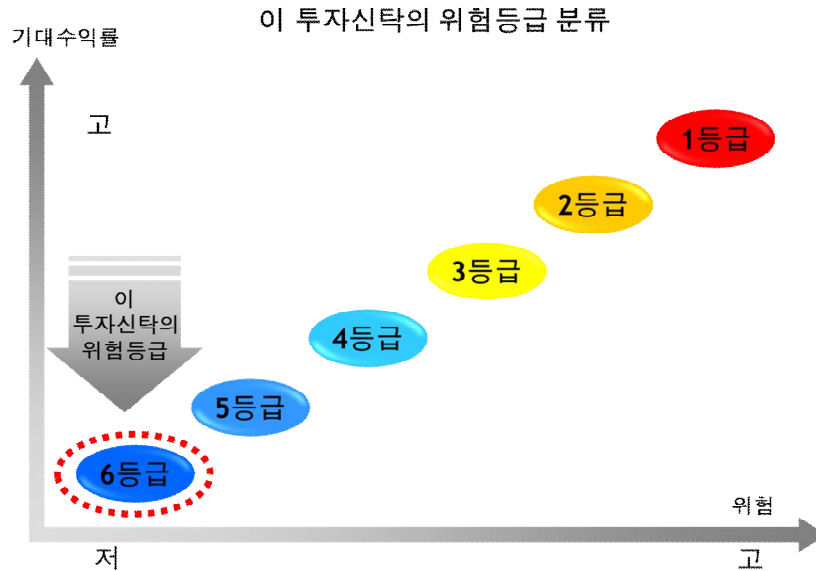 이 투자신탁의 위험등급 분류
기대수익률
고
1등급
2등급
3등급
이
투자신탁의
위험등급
4등급
5등급
6등급
위험
저
고